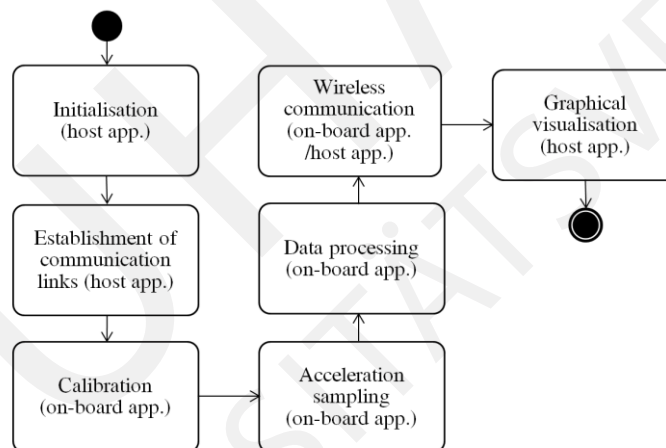 Initialisation
(host app.)
Establishment of
communication
links (host app.)
Calibration
(on-board app.)
Acceleration
sampling
(on-board app.)
Data processing
(on-board app.)
Wireless
communication
(on-board app.
/host app.)
Graphical
visualisation
(host app.)